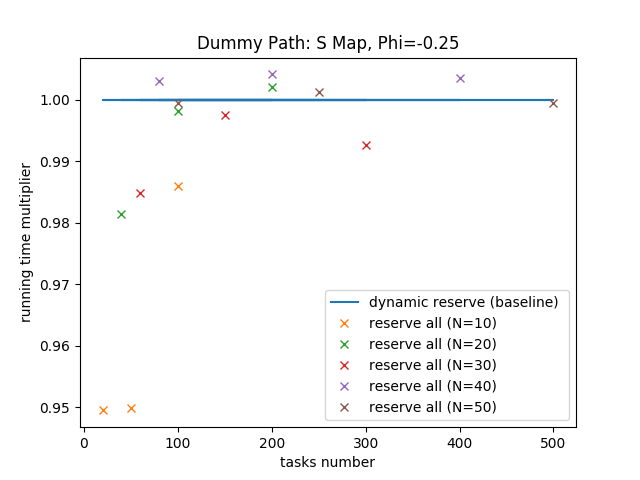 Dummy Path: S Map, Phi=-0.25
running time multiplier
1.00
0.99
0.98
0.97
0.96
0.95
0
100
200
300
400
500
tasks number
dynamic reserve (baseline)
reserve all (N=10)
reserve all (N=20)
reserve all (N=30)
reserve all (N=40)
reserve all (N=50)